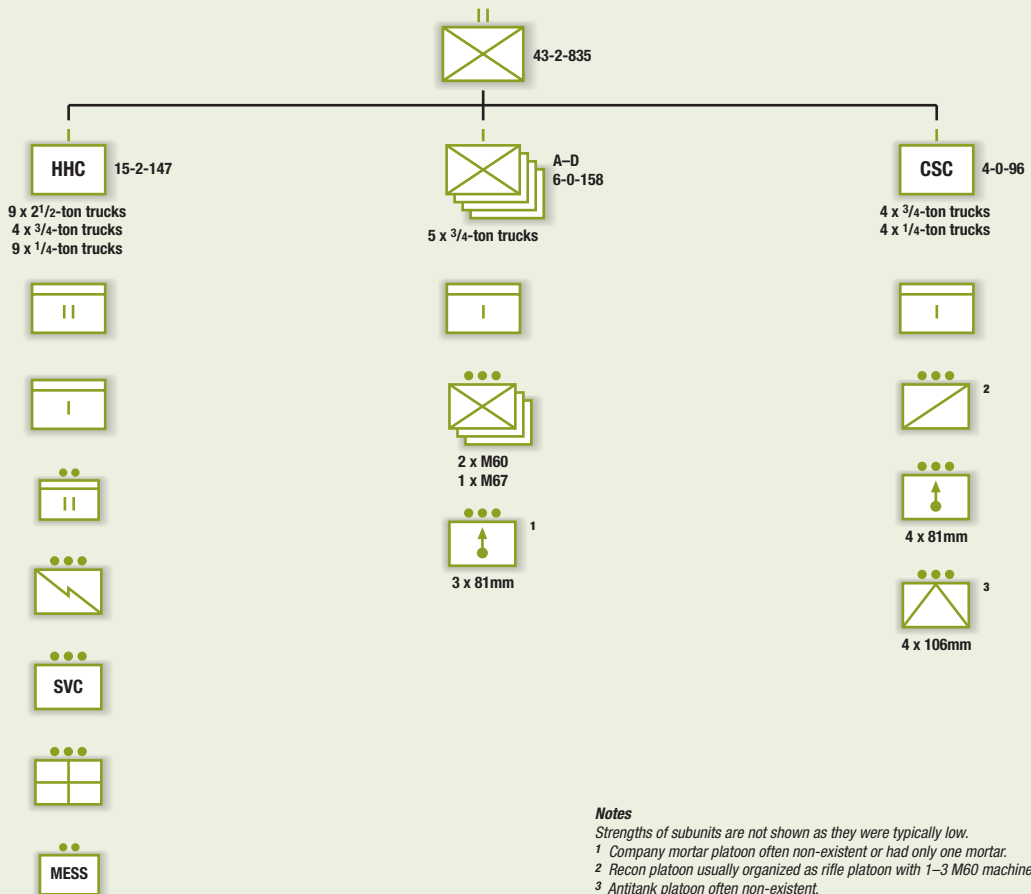 43-2-835
HHC
15-2-147
9 x 2 1/2-ton trucks
4 x 3/4-ton trucks
9 x 1/4-ton trucks
A–D
6-0-158
5 x 3/4-ton trucks
CSC
4-0-96
4 x 3/4-ton trucks
4 x 1/4-ton trucks
2 x M60
1 x M67
1
3 x 81mm
2
4 x 81mm
3
4 x 106mm
SVC
MESS
Notes
Strengths of subunits are not shown as they were typically low.
1 Company mortar platoon often non-existent or had only one mortar.
2 Recon platoon usually organized as rifle platoon with 1–3 M60 machine
3 Antitank platoon often non-existent.